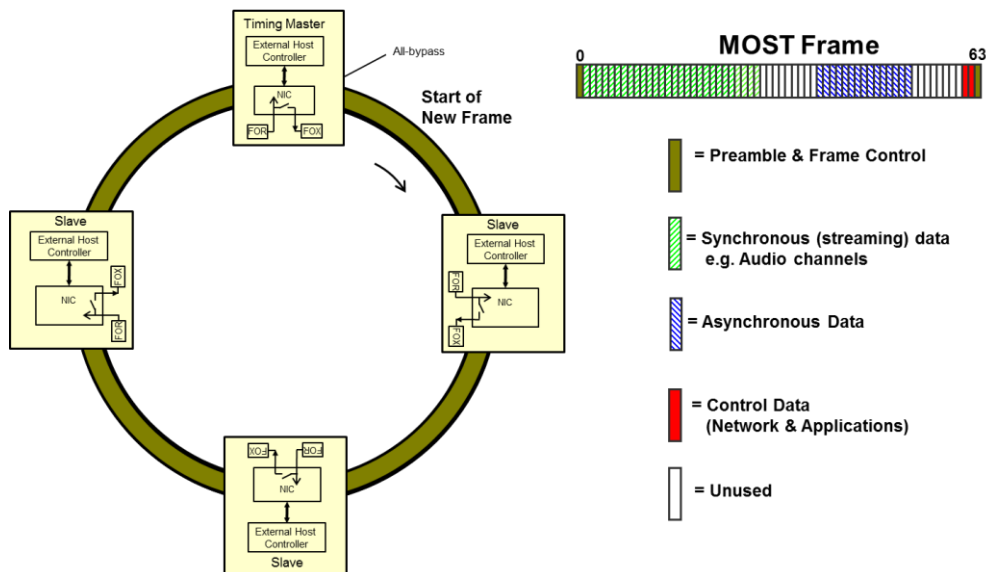 Timing Master
External Host
Controller
NIC
FOR
FOX
All-bypass
Start of
New Frame
Slave
External Host
Controller
NIC
FOX
FOR
Slave
External Host
Controller
FOR
NIC
FOX
FOX
FOR
NIC
External Host
Controller
Slave
MOST Frame
0
63
= Preamble & Frame Control
= Synchronous (streaming) data
e.g. Audio channels
= Asynchronous Data
= Control Data
(Network & Applications)
= Unused